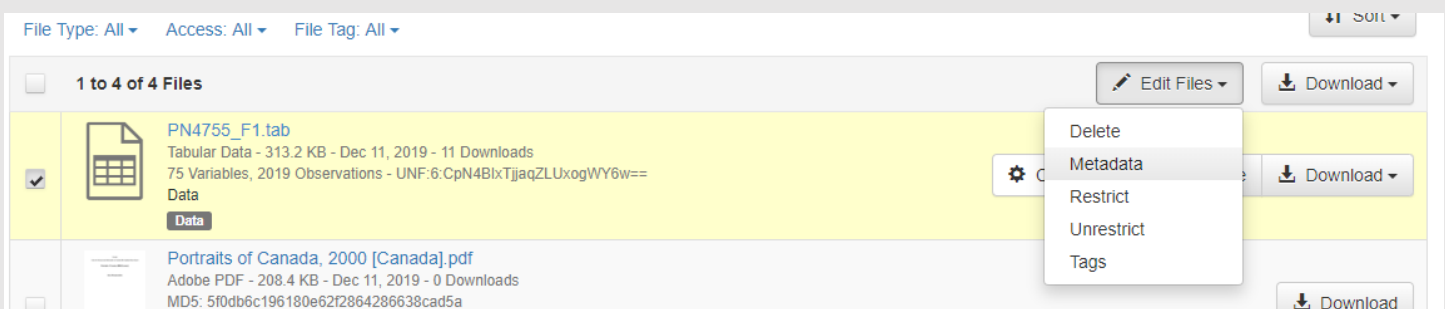 File Type: All Access: All File Tag: All Sort
1 to 4 of 4 Files Edit Files Download
PN4755_F1.tab
Tabular Data - 313.2 KB - Dec 11, 2019 - 11 Downloads
75 Variables, 2019 Observations - UNF:6:CpN4BlxTjjaqZLUxogWY6w==
Data
Data
Download
Delete
Metadata
Restrict
Unrestrict
Tags
Portraits of Canada, 2000 [Canada].pdf
Adobe PDF - 208.4 KB - Dec 11, 2019 - 0 Downloads
MD5: 5f0db6c196180e62f2864286638cad5a
Download